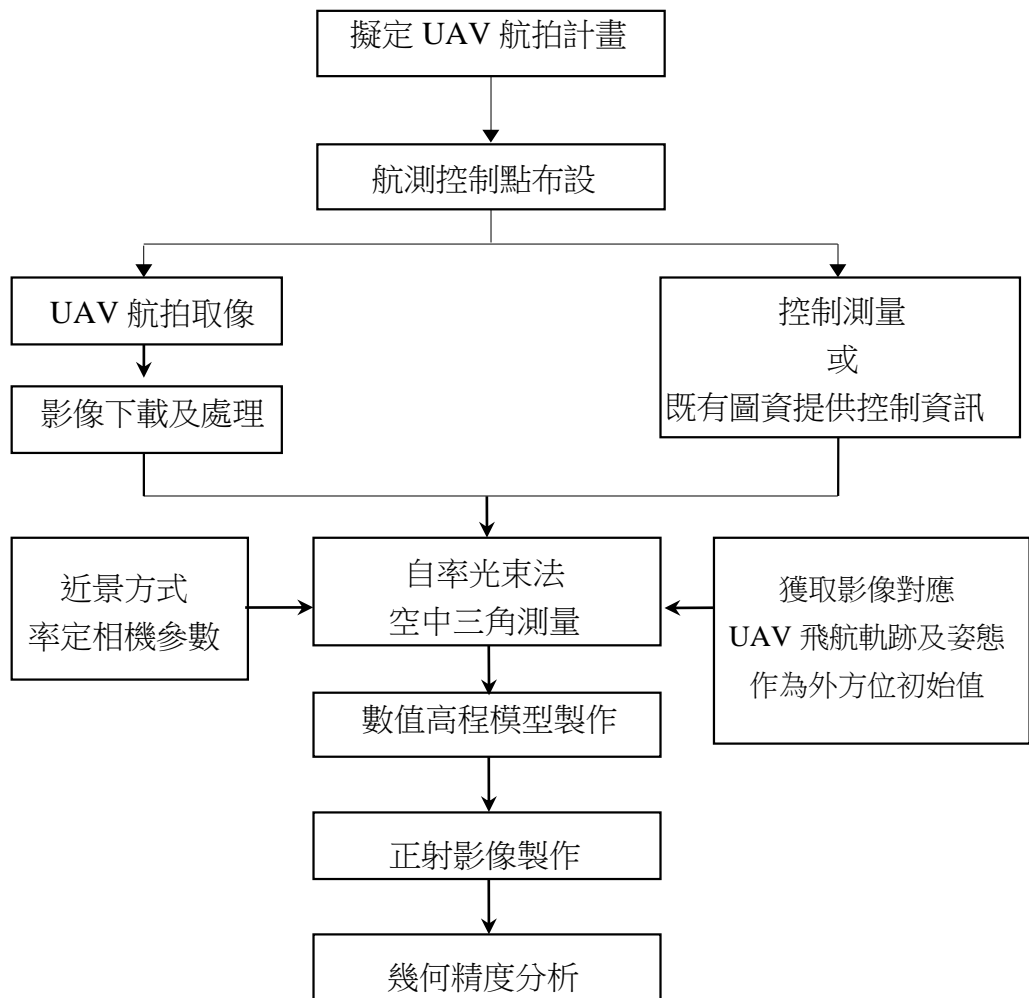 擬定 UAV 航拍計畫
航測控制點布設
UAV 航拍取像
影像下載及處理
控制測量
或
既有圖資提供控制資訊
近景方式
率定相機參數
自率光束法
空中三角測量
獲取影像對應
UAV 飛航軌跡及姿態
作為外方位初始值
數值高程模型製作
正射影像製作
幾何精度分析